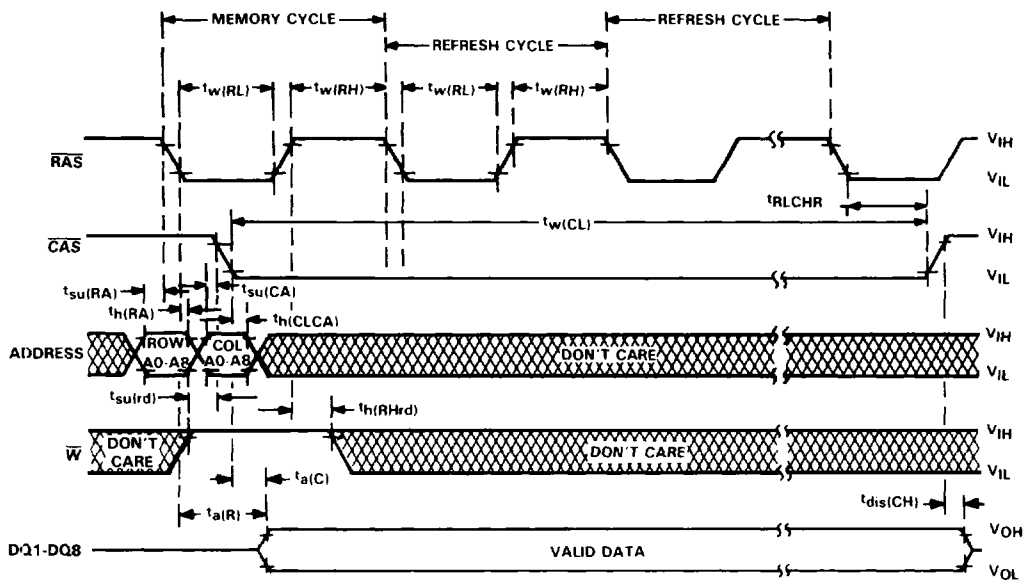 MEMORY CYCLE
REFRESH CYCLE
REFRESH CYCLE
tw(RL)
tw(RH)
tw(RL)
tw(RH)
RAS
VIH
VIL
tRLCHR
tw(CL)
CAS
VIH
VIL
tsu(RA)
tsu(CA)
th(RA)
th(CLCA)
ADDRESS
ROW
A0-A8
COL
A0-A8
DON'T CARE
VIH
VIL
tsu(rd)
th(RHrd)
W
DON'T
CARE
DON'T CARE
VIH
VIL
ta(C)
ta(R)
tdis(CH)
DQ1-DQ8
VALID DATA
VOH
VOL